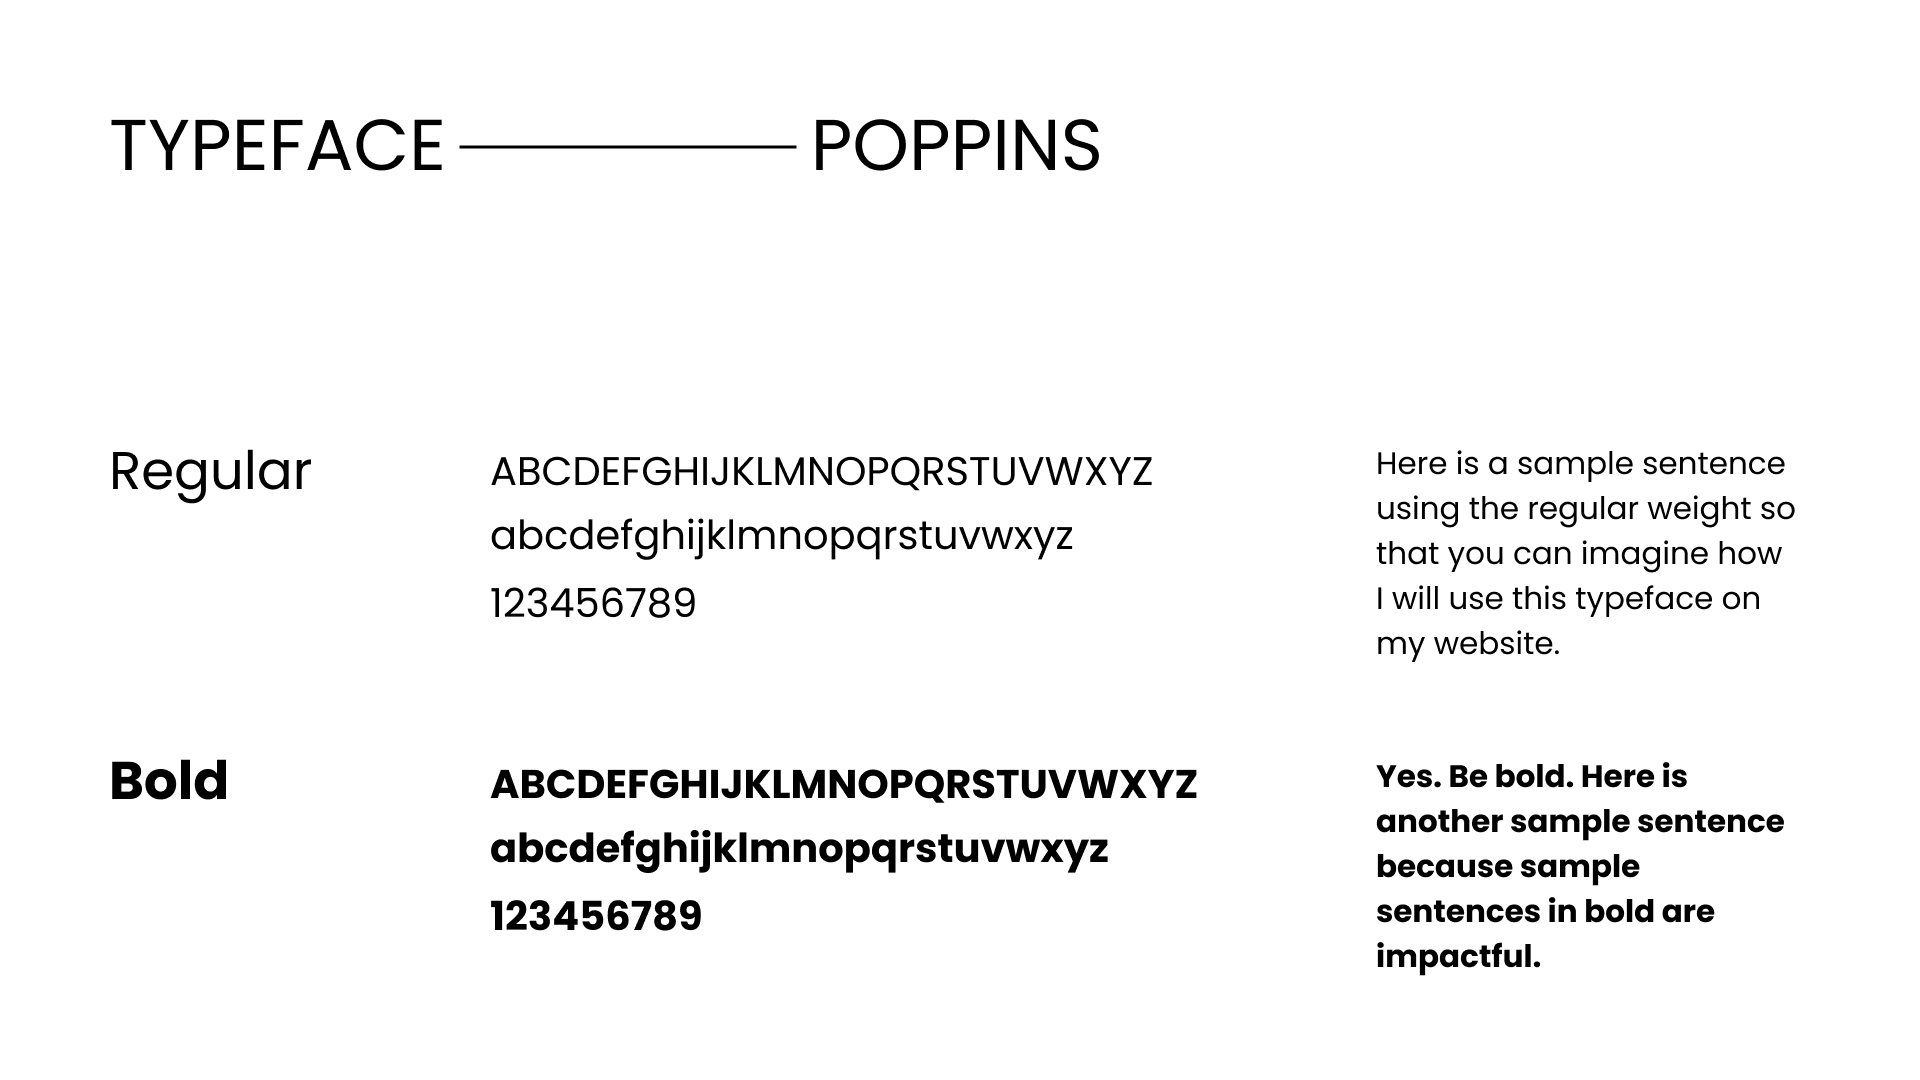 TYPEFACE POPPINS
Regular
ABCDEFGHIJKLMNOPQRSTUVWXYZ
abcdefghijklmnopqrstuvwxyz
123456789
Here is a sample sentence
using the regular weight so
that you can imagine how
I will use this typeface on
my website.
Bold
ABCDEFGHIJKLMNOPQRSTUVWXYZ
abcdefghijklmnopqrstuvwxyz
123456789
Yes. Be bold. Here is
another sample sentence
because sample
sentences in bold are
impactful.